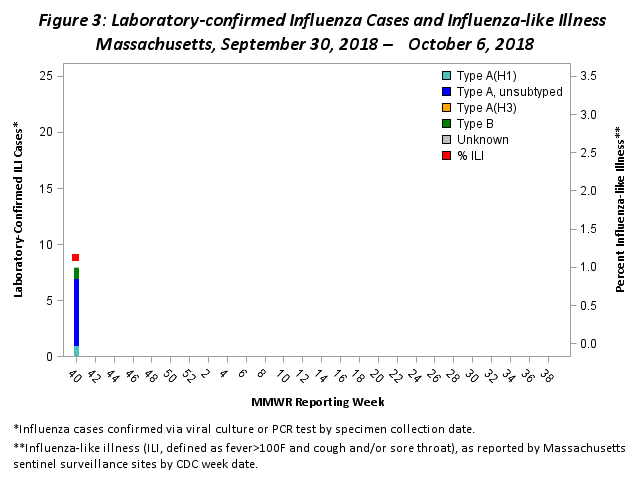 Figure 3: Laboratory-confirmed Influenza Cases and Influenza-like Illness
Massachusetts, September 30, 2018 – October 6, 2018
Laboratory-Confirmed ILI Cases*
25
20
15
10
5
0
Type A(H1)
Type A, unsubtyped
Type A(H3)
Type B
Unknown
% ILI
3.5
3.0
2.5
2.0
1.5
1.0
0.5
0.0
Percent Influenza-like Illness**
40 42 44 46 48 50 52 2 4 6 8 10 12 14 16 18 20 22 24 26 28 30 32 34 36 38
MMWR Reporting Week
*Influenza cases confirmed via viral culture or PCR test by specimen collection date.
**Influenza-like illness (ILI, defined as fever>100F and cough and/or sore throat), as reported by Massachusetts
sentinel surveillance sites by CDC week date.